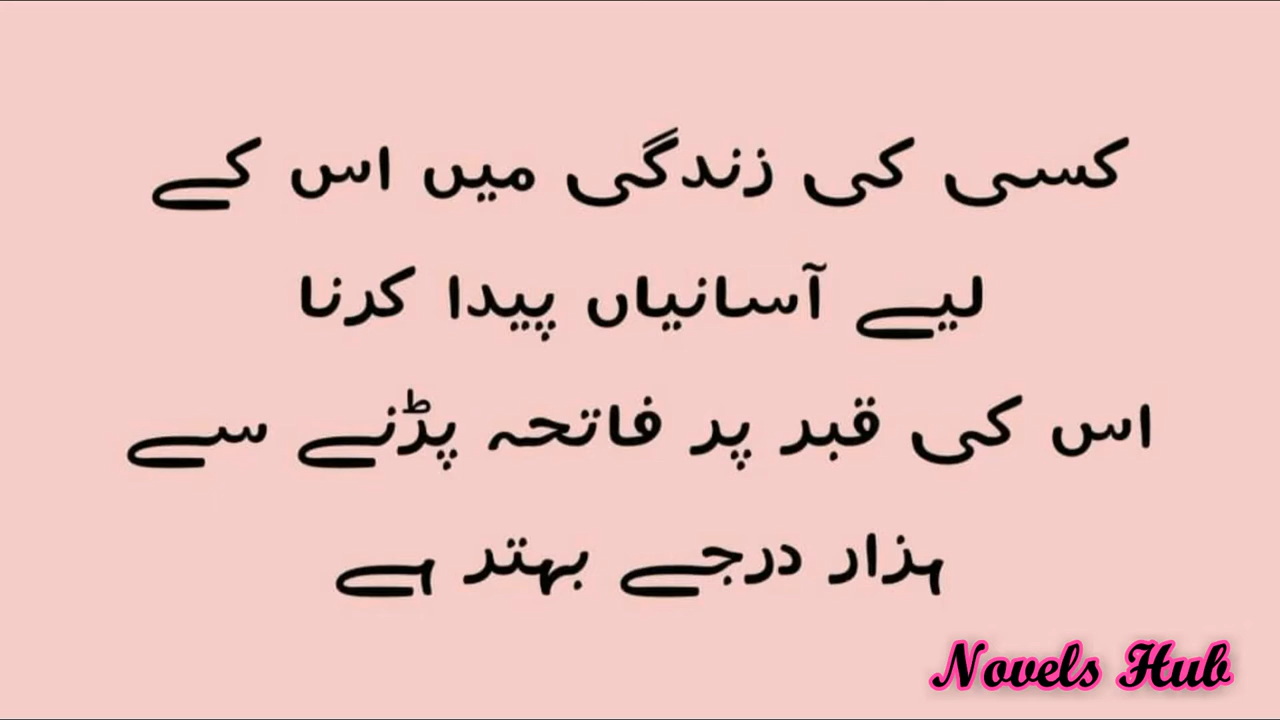 کسی کی زندگی میں اس کے
لیے آسانیاں پیدا کرنا
اس کی قبر پر فاتحہ پڑنے سے
ہزار درجے بہتر ہے
Novels Hub